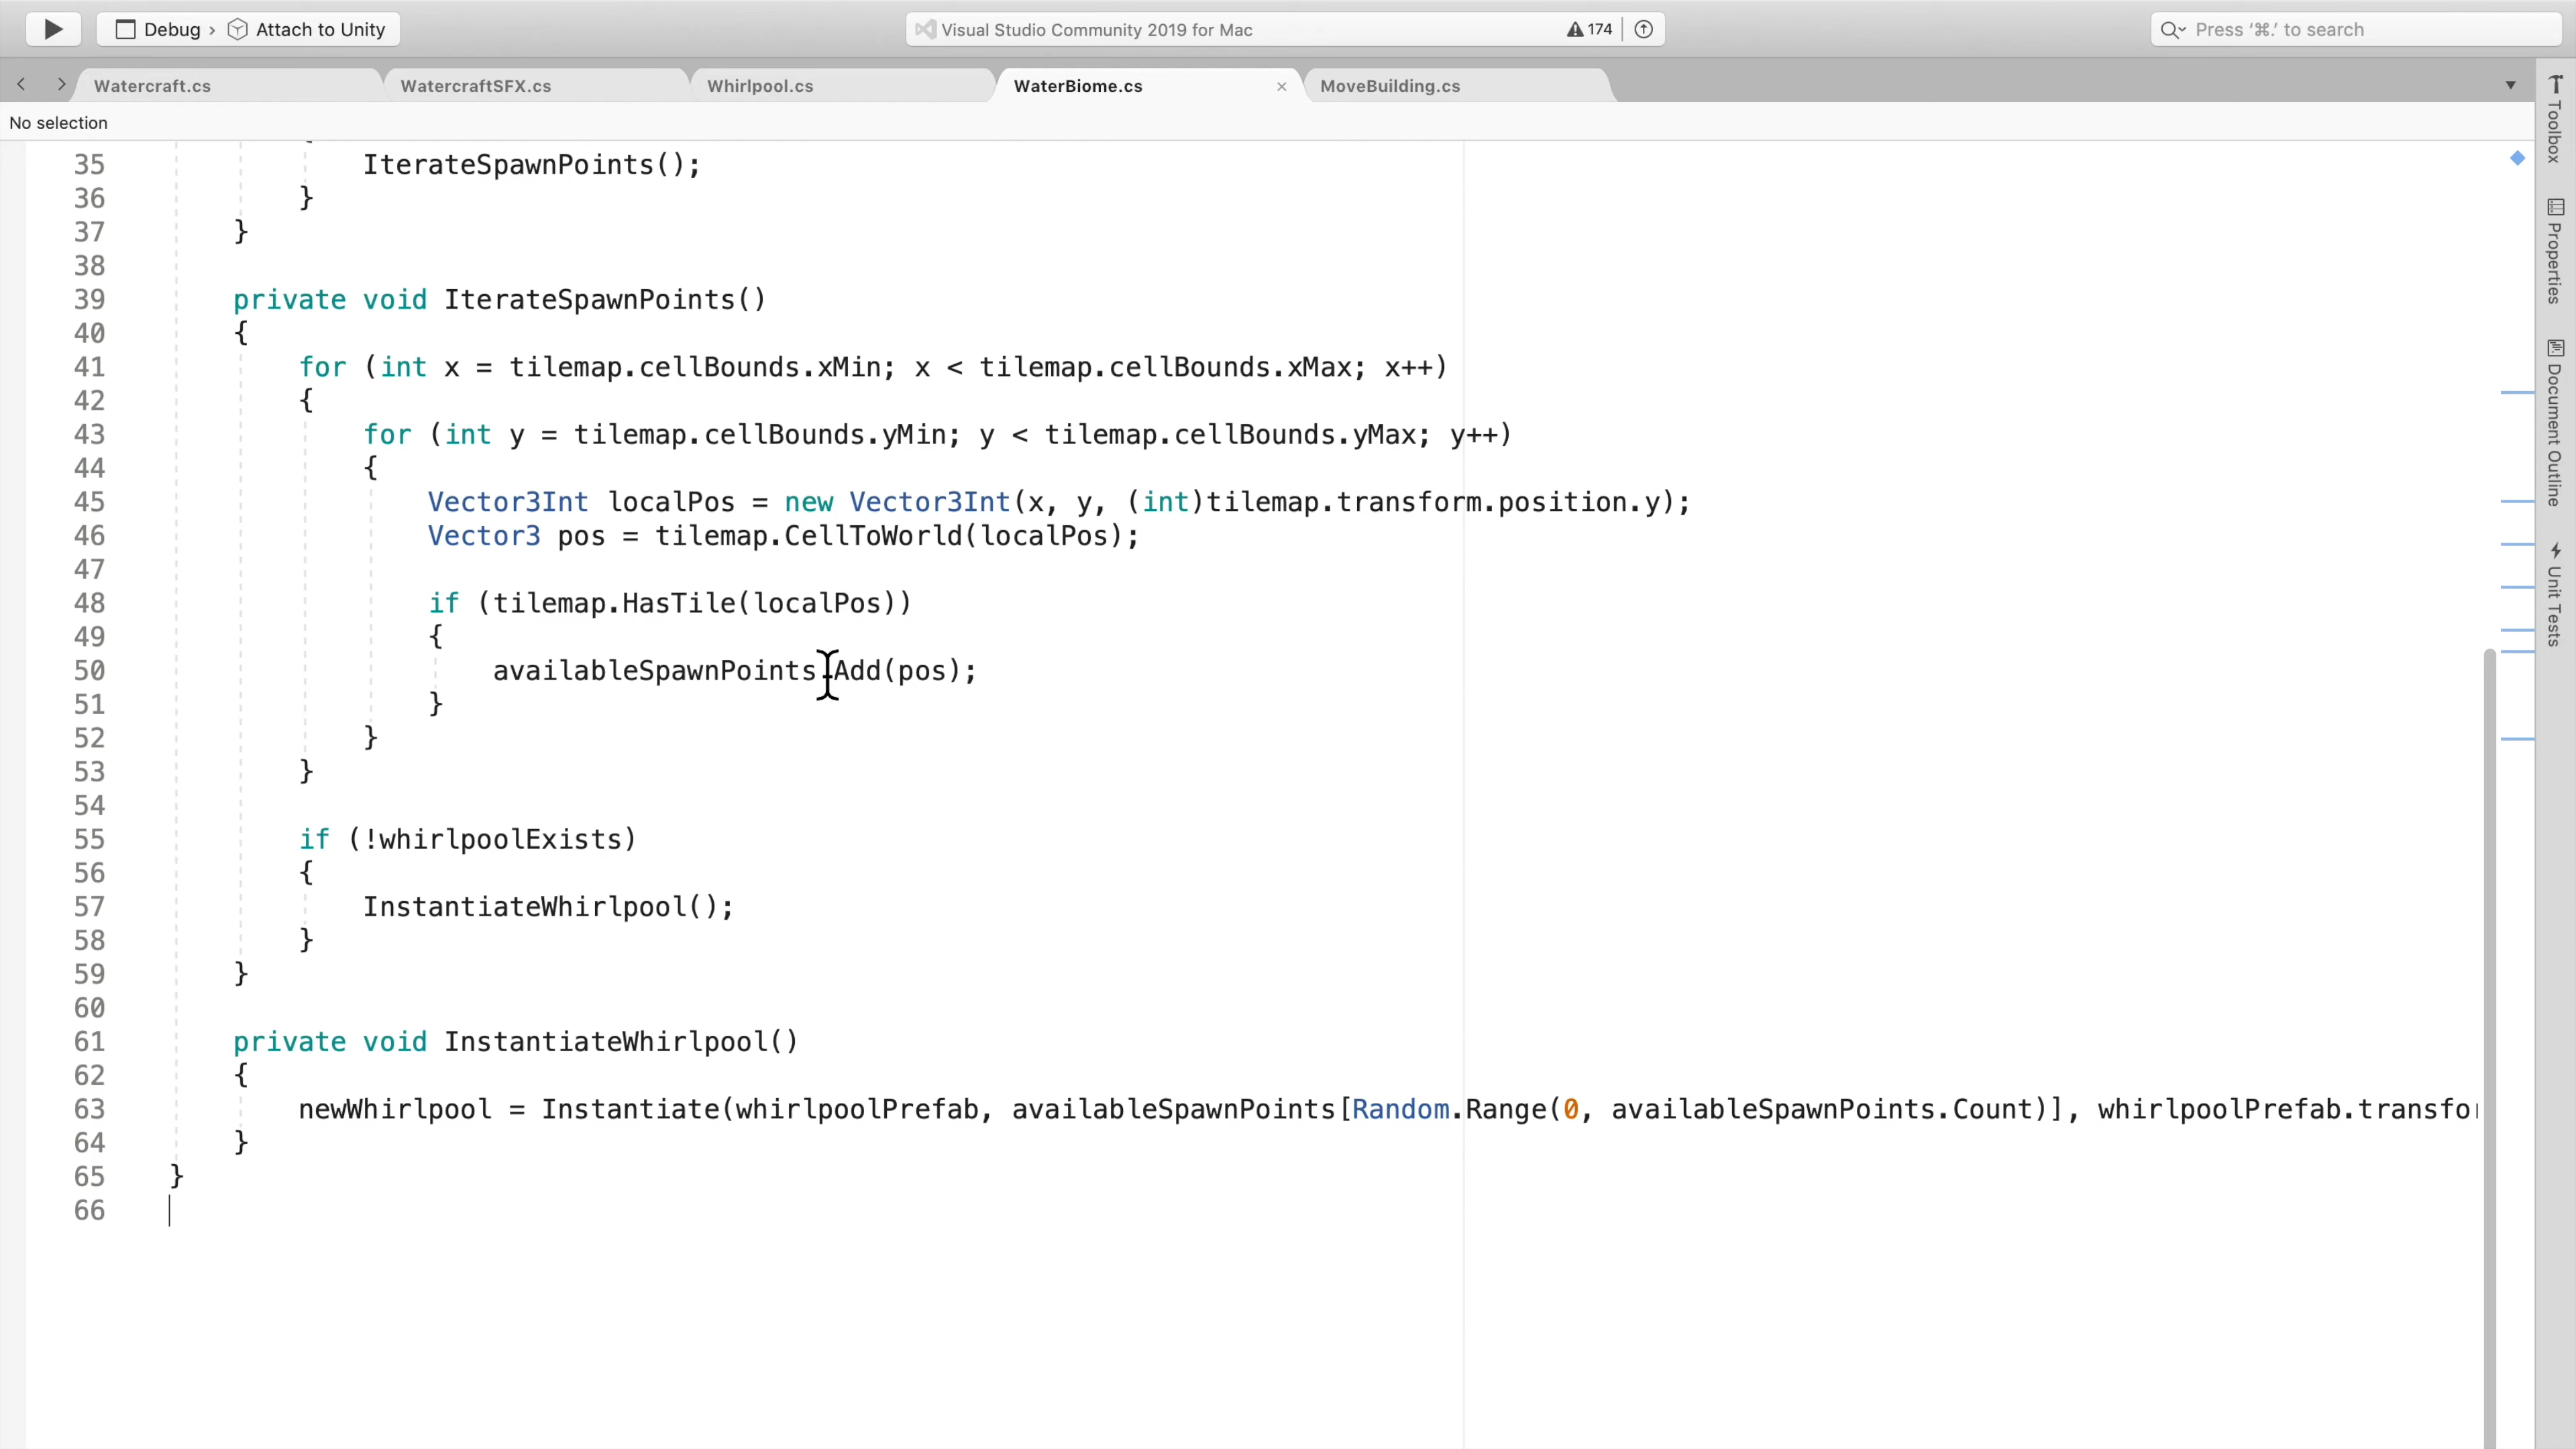 Debug › Attach to Unity
Visual Studio Community 2019 for Mac
174
Press '⌘.' to search
Watercraft.cs
WatercraftSFX.cs
Whirlpool.cs
WaterBiome.cs
MoveBuilding.cs
No selection
35 IterateSpawnPoints();
36 }
37 }
38
39 private void IterateSpawnPoints()
40 {
41 for (int x = tilemap.cellBounds.xMin; x < tilemap.cellBounds.xMax; x++)
42 {
43 for (int y = tilemap.cellBounds.yMin; y < tilemap.cellBounds.yMax; y++)
44 {
45 Vector3Int localPos = new Vector3Int(x, y, (int)tilemap.transform.position.y);
46 Vector3 pos = tilemap.CellToWorld(localPos);
47
48 if (tilemap.HasTile(localPos))
49 {
50 availableSpawnPoints.Add(pos);
51 }
52 }
53 }
54
55 if (!whirlpoolExists)
56 {
57 InstantiateWhirlpool();
58 }
59 }
60
61 private void InstantiateWhirlpool()
62 {
63 newWhirlpool = Instantiate(whirlpoolPrefab, availableSpawnPoints[Random.Range(0, availableSpawnPoints.Count)], whirlpoolPrefab.transfo
64 }
65 }
66
Toolbox
Properties
Document Outline
Unit Tests